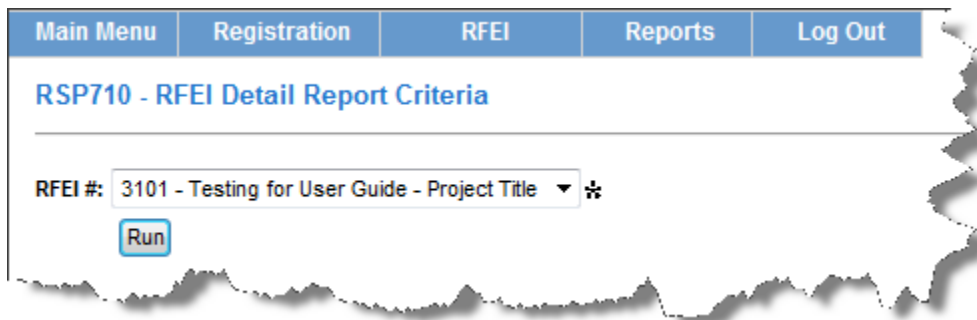 Main Menu Registration RFEI Reports Log Out
RSP710 - RFEI Detail Report Criteria
RFEI #: 3101 - Testing for User Guide - Project Title *
Run